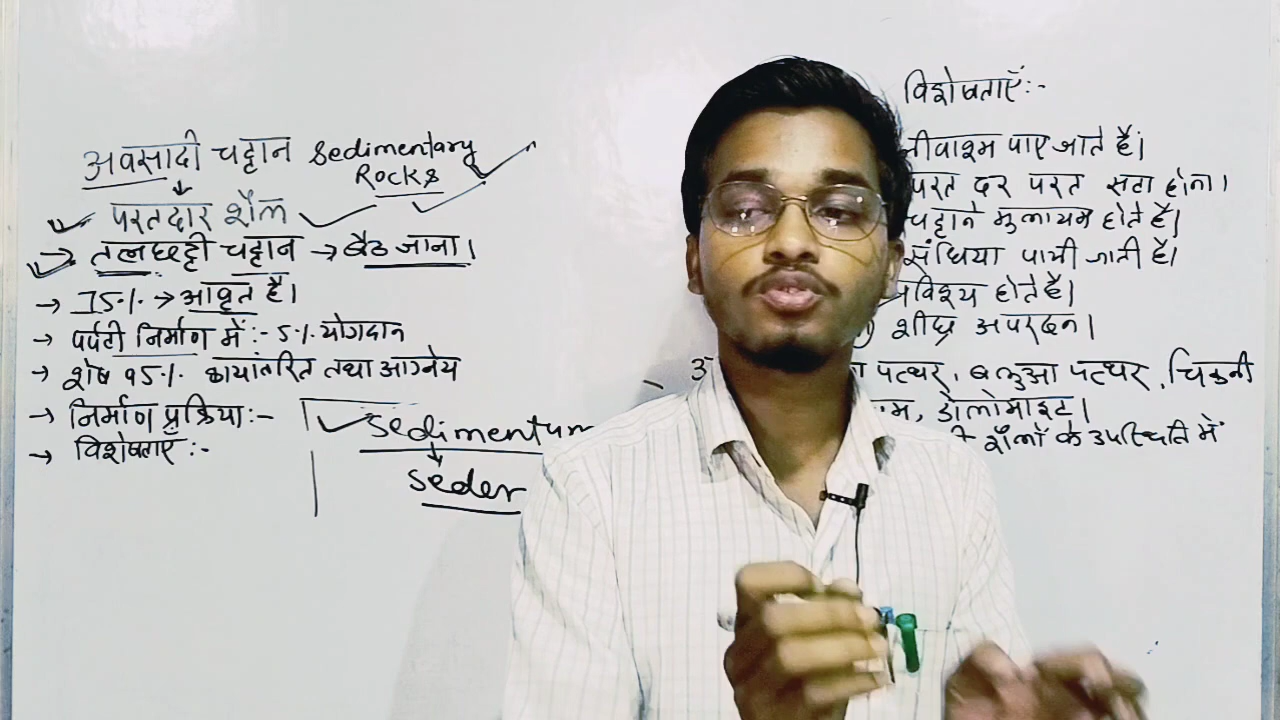 अवसादी चट्टान Sedimentary
Rocks
परतदार शैल
→ तलछट्टी चट्टान → बैठ जाना।
→ 75% → आवृत है।
→ पर्पटी निर्माण में :- 5% योगदान
→ शेष 95% कायांतरित तथा आग्नेय
→ निर्माण प्रक्रिया :-
→ विशेषताएँ :-
Sedimentum
Seder
विशेषताएँ :-
पाए जाते हैं।
परत दर परत सटा होना।
चट्टाने मुलायम होते है।
संधिया पायी जाती है।
होते है।
शीघ्र अपरदन।
पत्थर, बलुआ पत्थर, चिकनी
डोलोमाइट।
शैलों के उपस्थिति में